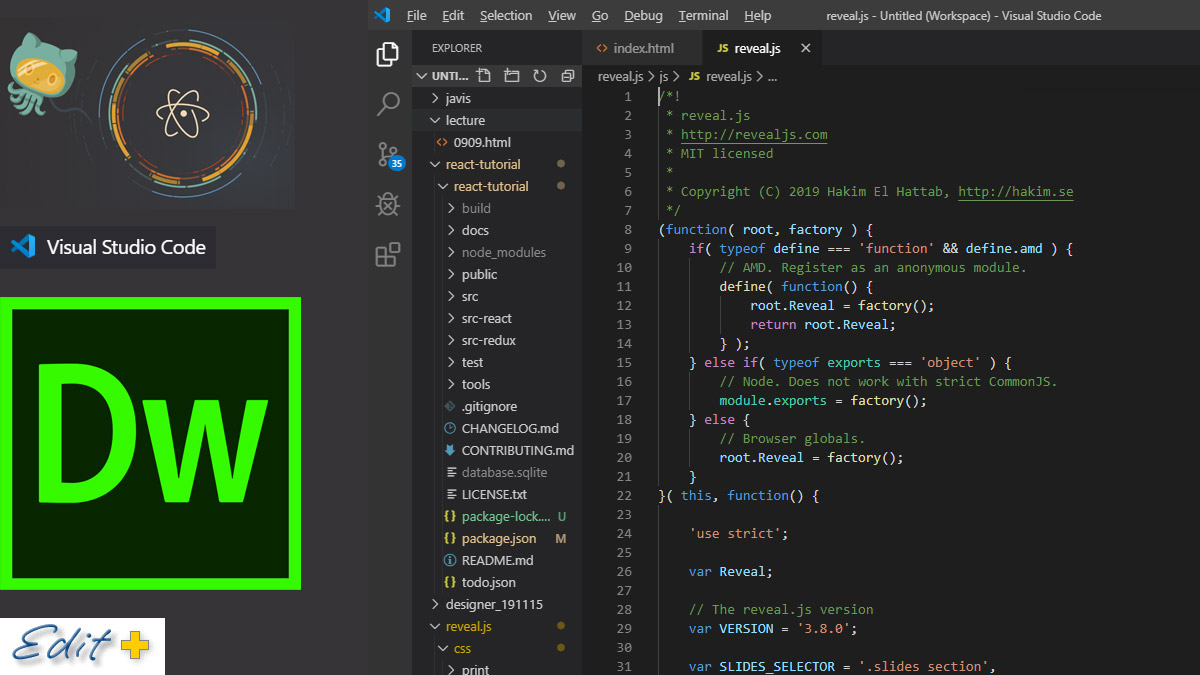 Visual Studio Code
Dw
Edit+
File Edit Selection View Go Debug Terminal Help reveal.js - Untitled (Workspace) - Visual Studio Code
EXPLORER
UNTI...
javis
lecture
0909.html
react-tutorial
react-tutorial
build
docs
node_modules
public
src
src-react
src-redux
test
tools
.gitignore
CHANGELOG.md
CONTRIBUTING.md
database.sqlite
LICENSE.txt
{} package-lock.... U
{} package.json M
README.md
{} todo.json
designer_191115
reveal.js
css
print
35
<> index.html JS reveal.js ×
reveal.js > js > JS reveal.js > ...
1 /*!
2 * reveal.js
3 * http://revealjs.com
4 * MIT licensed
5 *
6 * Copyright (C) 2019 Hakim El Hattab, http://hakim.se
7 */
8 (function( root, factory ) {
9 if( typeof define === 'function' && define.amd ) {
10 // AMD. Register as an anonymous module.
11 define( function() {
12 root.Reveal = factory();
13 return root.Reveal;
14 } );
15 } else if( typeof exports === 'object' ) {
16 // Node. Does not work with strict CommonJS.
17 module.exports = factory();
18 } else {
19 // Browser globals.
20 root.Reveal = factory();
21 }
22 }( this, function() {
23
24 'use strict';
25
26 var Reveal;
27
28 // The reveal.js version
29 var VERSION = '3.8.0';
30
31 var SLIDES_SELECTOR = '.slides section',